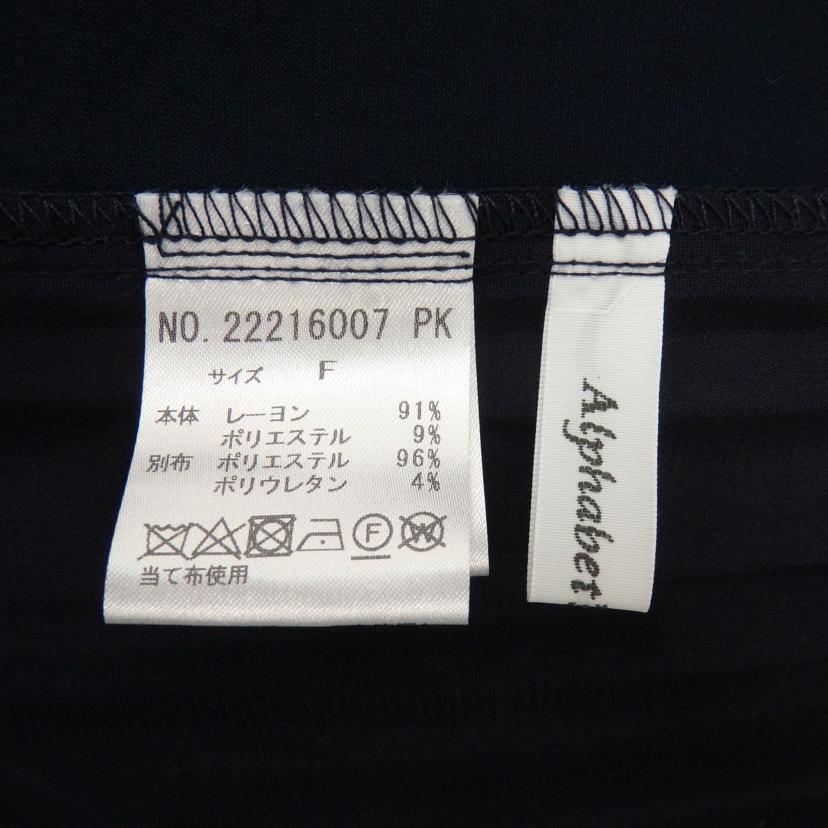 NO. 22216007 PK
サイズ F
本体 レーヨン 91%
ポリエステル 9%
別布 ポリエステル 96%
ポリウレタン 4%
F W
当て布使用
Alphabet